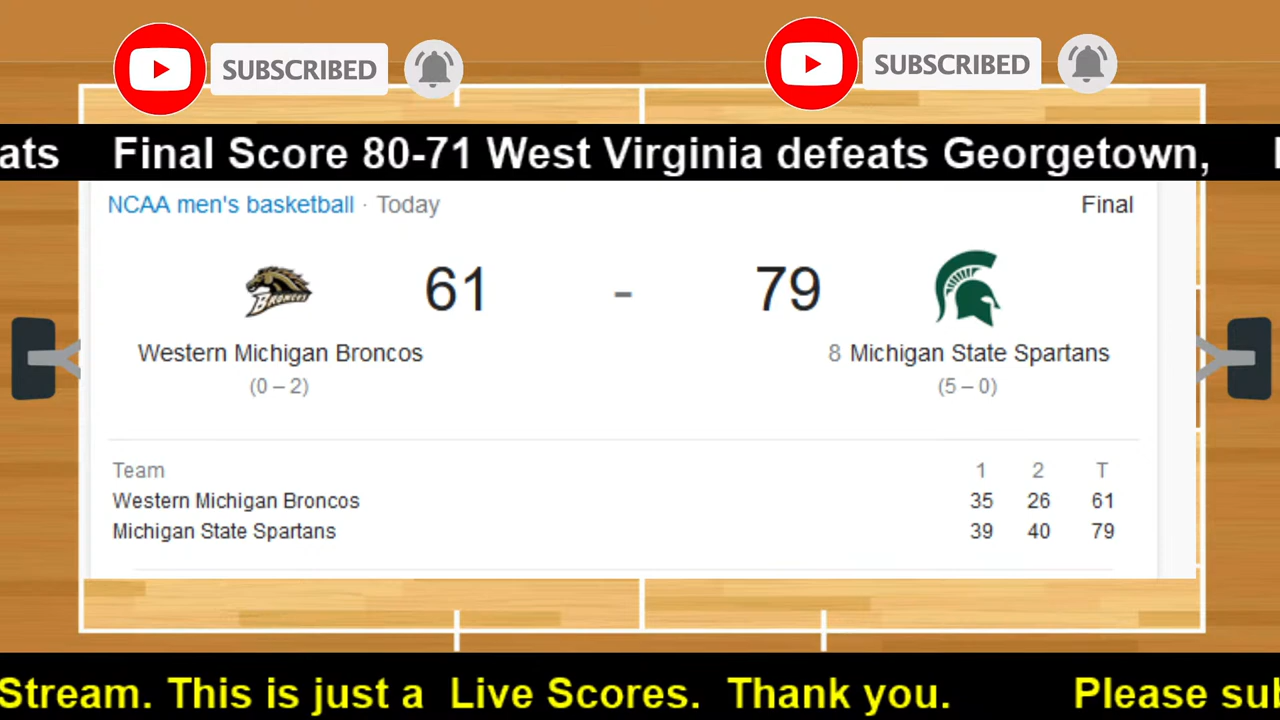 SUBSCRIBED SUBSCRIBED
ats Final Score 80-71 West Virginia defeats Georgetown,
NCAA men's basketball · Today Final
BRONCOS
61 - 79
Western Michigan Broncos 8 Michigan State Spartans
(0 – 2) (5 – 0)
Team 1 2 T
Western Michigan Broncos 35 26 61
Michigan State Spartans 39 40 79
Stream. This is just a Live Scores. Thank you. Please sub